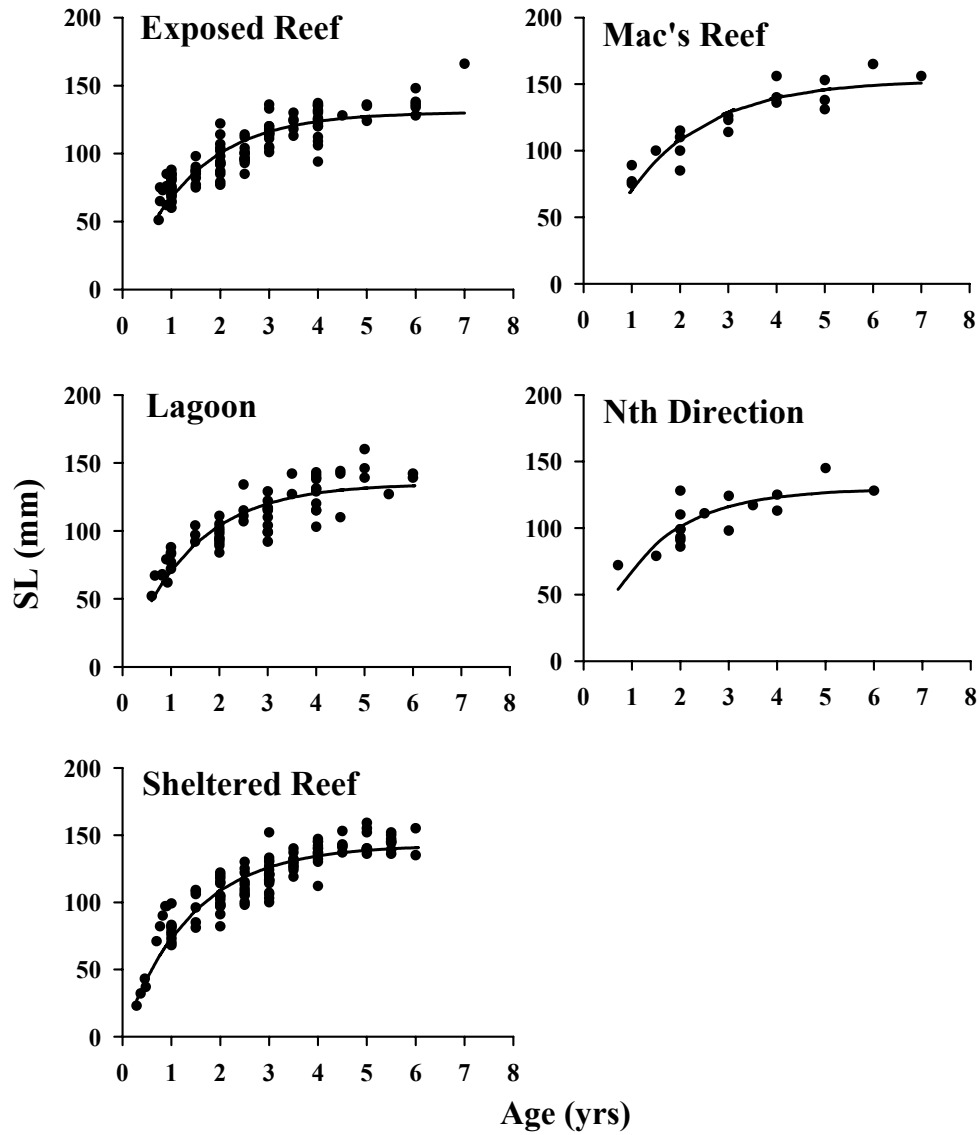 Exposed Reef
200
150
100
50
0
0 1 2 3 4 5 6 7 8
Mac's Reef
200
150
100
50
0
0 1 2 3 4 5 6 7 8
Lagoon
200
150
100
50
0
0 1 2 3 4 5 6 7 8
Nth Direction
200
150
100
50
0
0 1 2 3 4 5 6 7 8
SL (mm)
Sheltered Reef
200
150
100
50
0
0 1 2 3 4 5 6 7 8
Age (yrs)